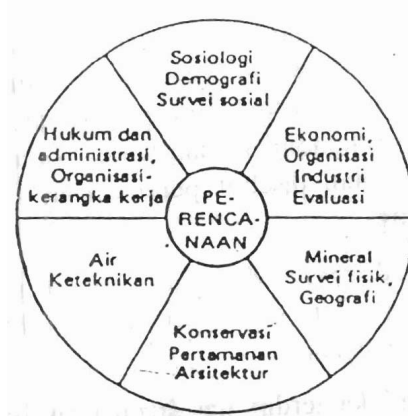 Sosiologi
Demografi
Survei sosial
Hukum dan
administrasi,
Organisasi-
kerangka kerja
Ekonomi,
Organisasi
Industri
Evaluasi
PE-
RENCA-
NAAN
Air
Keteknikan
Mineral
Survei fisik,
Geografi
Konservasi
Pertamanan
Arsitektur